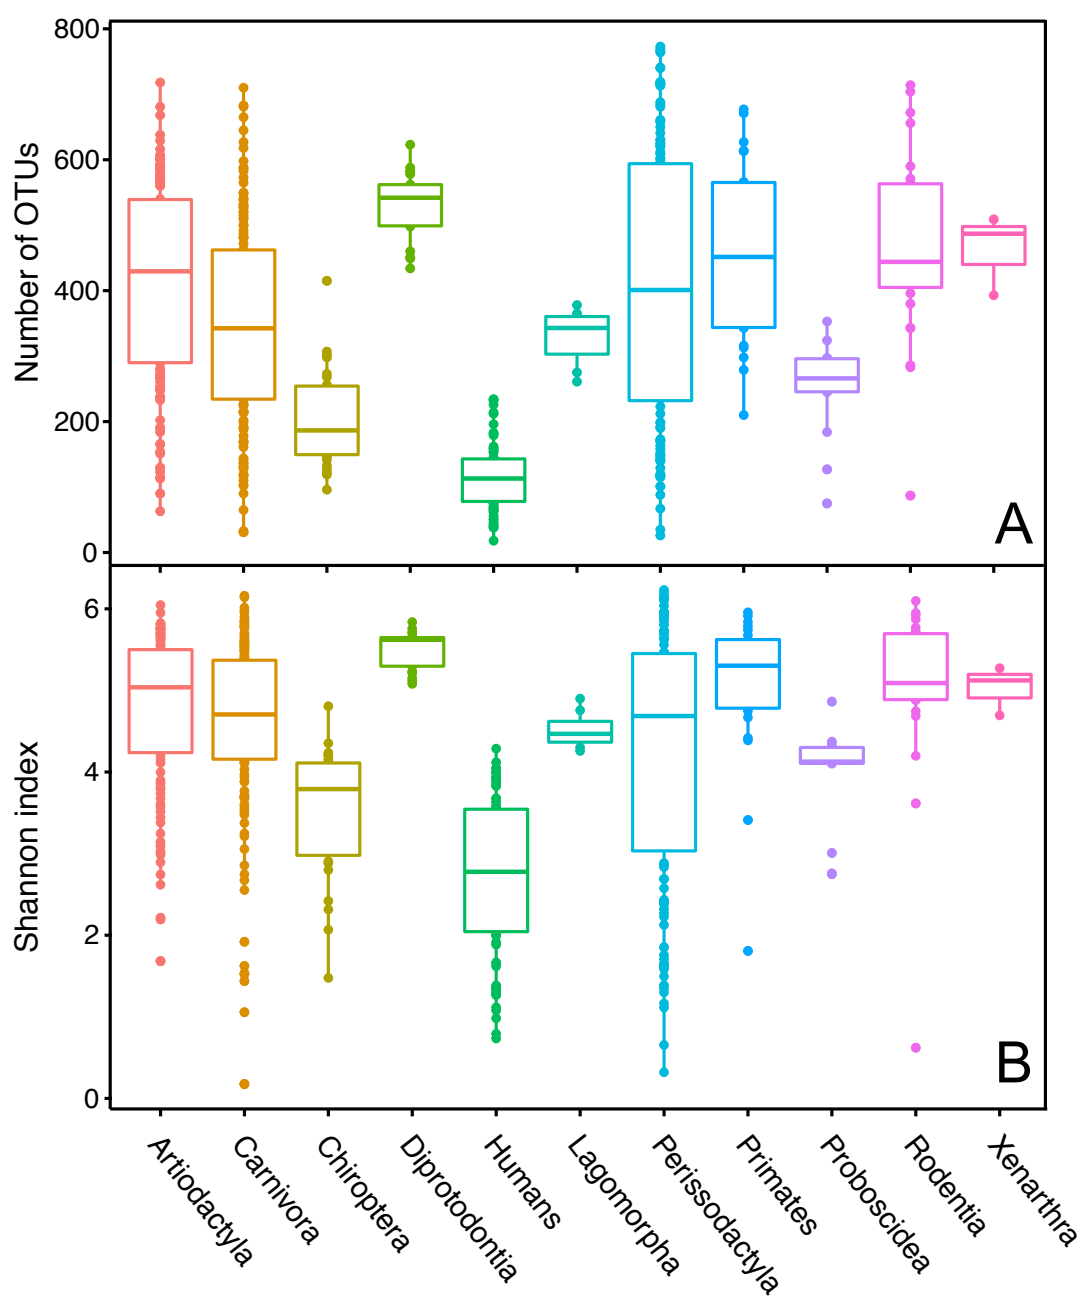 800
600
400
200
0
Number of OTUs
A
6
4
2
0
Shannon index
B
Artiodactyla
Carnivora
Chiroptera
Diprotodontia
Humans
Lagomorpha
Perissodactyla
Primates
Proboscidea
Rodentia
Xenarthra